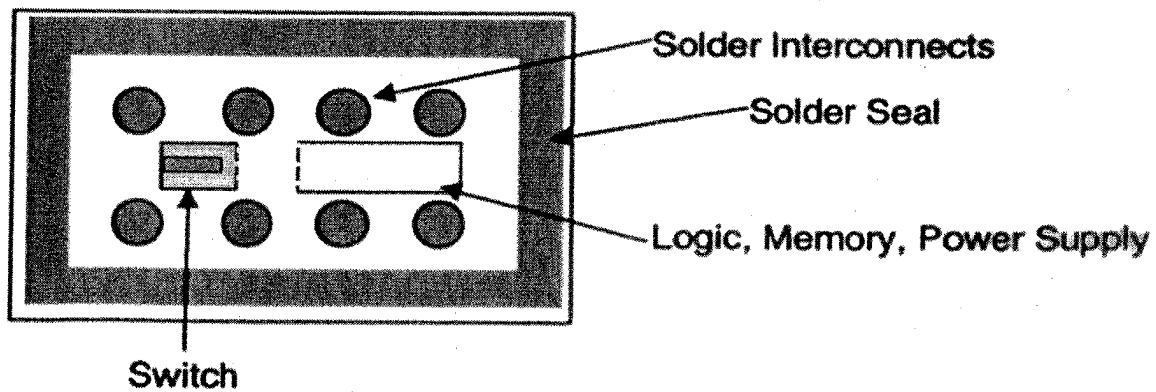 Solder Interconnects
Solder Seal
Logic, Memory, Power Supply
Switch